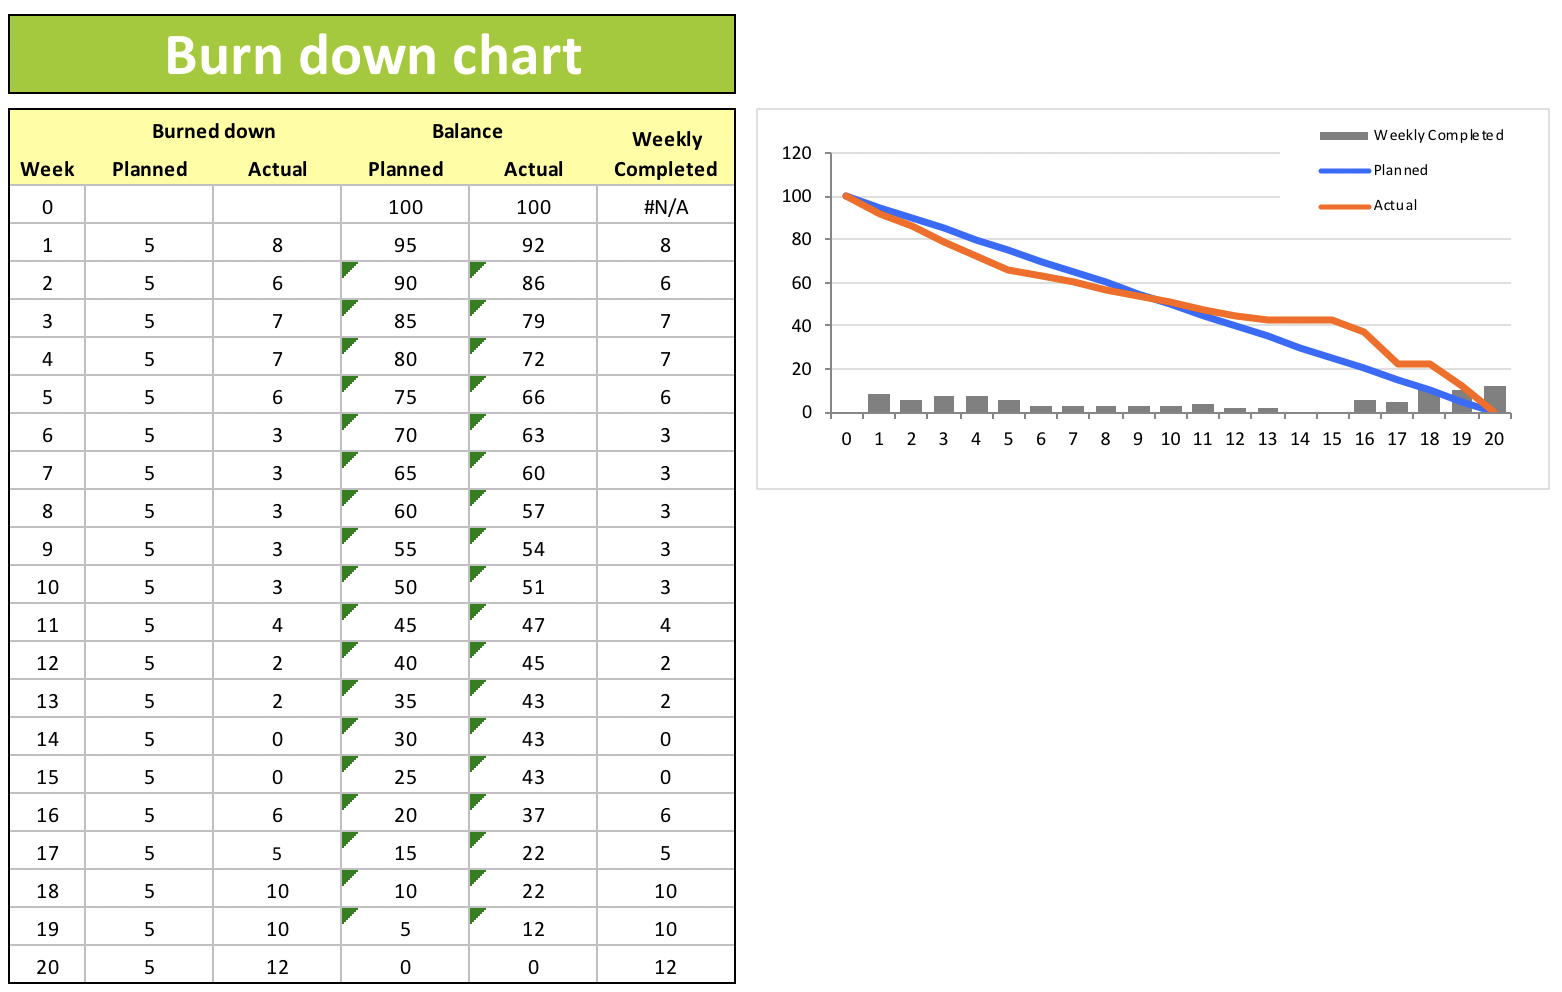 Burn down chart
Burned down Balance Weekly
Week Planned Actual Planned Actual Completed
0 100 100 #N/A
1 5 8 95 92 8
2 5 6 90 86 6
3 5 7 85 79 7
4 5 7 80 72 7
5 5 6 75 66 6
6 5 3 70 63 3
7 5 3 65 60 3
8 5 3 60 57 3
9 5 3 55 54 3
10 5 3 50 51 3
11 5 4 45 47 4
12 5 2 40 45 2
13 5 2 35 43 2
14 5 0 30 43 0
15 5 0 25 43 0
16 5 6 20 37 6
17 5 5 15 22 5
18 5 10 10 22 10
19 5 10 5 12 10
20 5 12 0 0 12
Weekly Completed
Planned
Actual
120
100
80
60
40
20
0
0 1 2 3 4 5 6 7 8 9 10 11 12 13 14 15 16 17 18 19 20